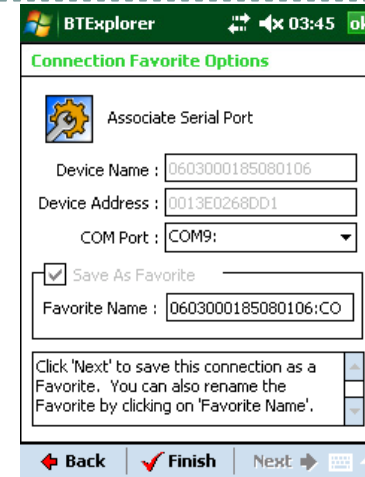 BTExplorer 03:45 ok
Connection Favorite Options
Associate Serial Port
Device Name : 0603000185080106
Device Address : 0013E0268DD1
COM Port : COM9:
Save As Favorite
Favorite Name : 0603000185080106:CO
Click 'Next' to save this connection as a
Favorite. You can also rename the
Favorite by clicking on 'Favorite Name'.
Back Finish Next